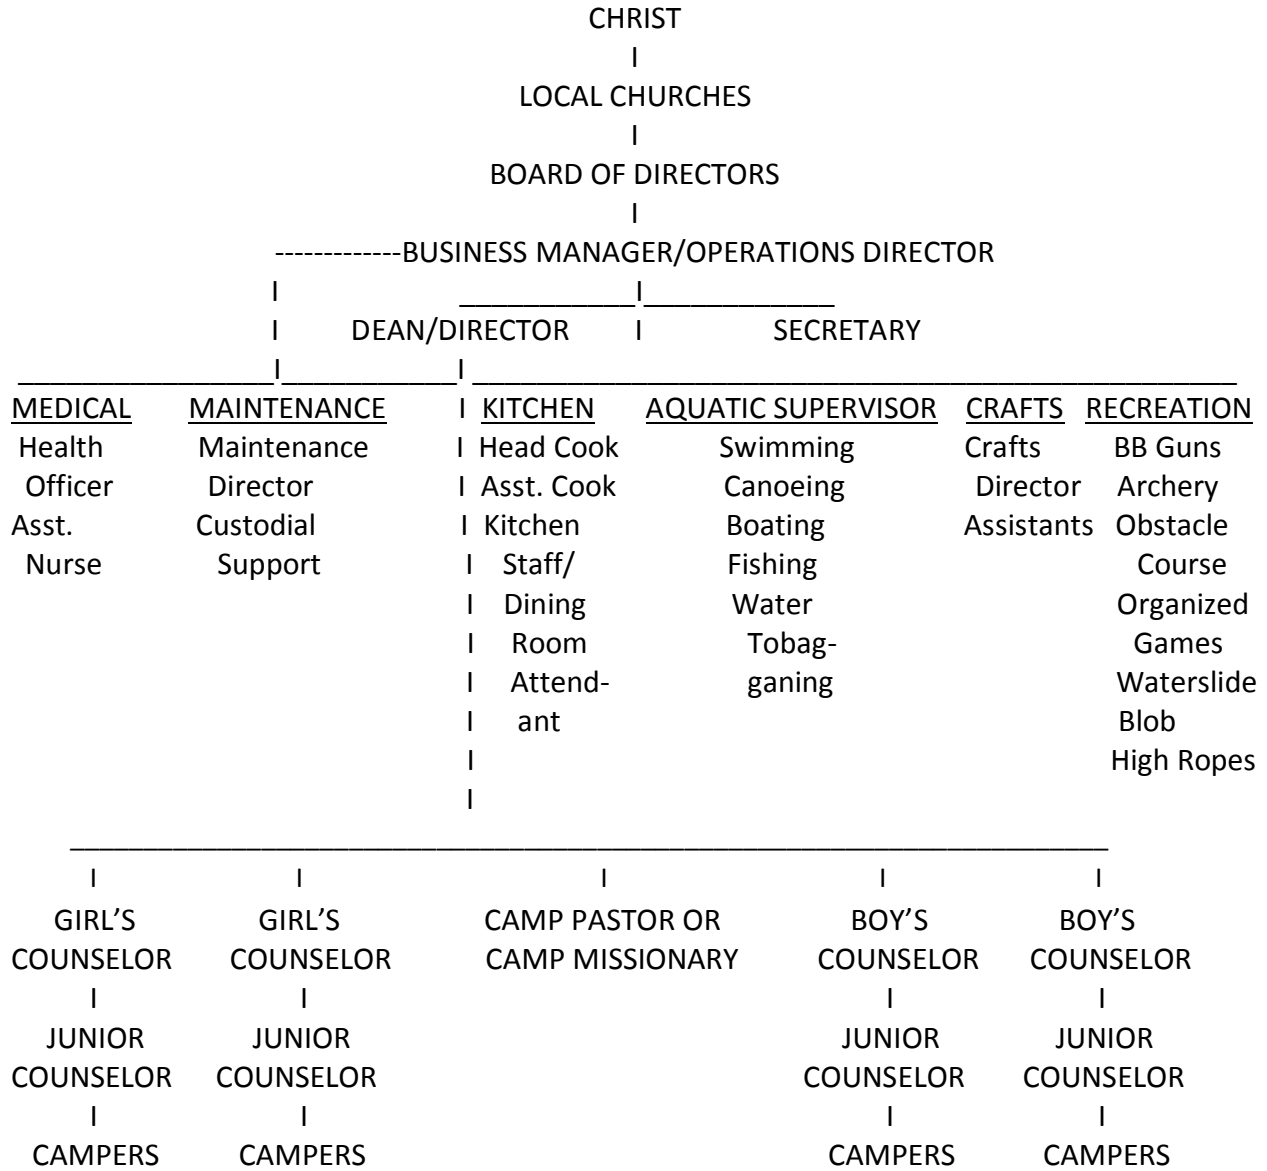 CHRIST
I
LOCAL CHURCHES
I
BOARD OF DIRECTORS
I
-------------BUSINESS MANAGER/OPERATIONS DIRECTOR
I ___________I____________
I DEAN/DIRECTOR I SECRETARY
________________I___________I________________________________________________
MEDICAL MAINTENANCE I KITCHEN AQUATIC SUPERVISOR CRAFTS RECREATION
Health Maintenance I Head Cook Swimming Crafts BB Guns
Officer Director I Asst. Cook Canoeing Director Archery
Asst. Custodial I Kitchen Boating Assistants Obstacle
Nurse Support I Staff/ Fishing Course
I Dining Water Organized
I Room Tobag- Games
I Attend- ganing Waterslide
I ant Blob
I High Ropes
I
_________________________________________________________________
I I I I I
GIRL’S GIRL’S CAMP PASTOR OR BOY’S BOY’S
COUNSELOR COUNSELOR CAMP MISSIONARY COUNSELOR COUNSELOR
I I I I
JUNIOR JUNIOR JUNIOR JUNIOR
COUNSELOR COUNSELOR COUNSELOR COUNSELOR
I I I I
CAMPERS CAMPERS CAMPERS CAMPERS